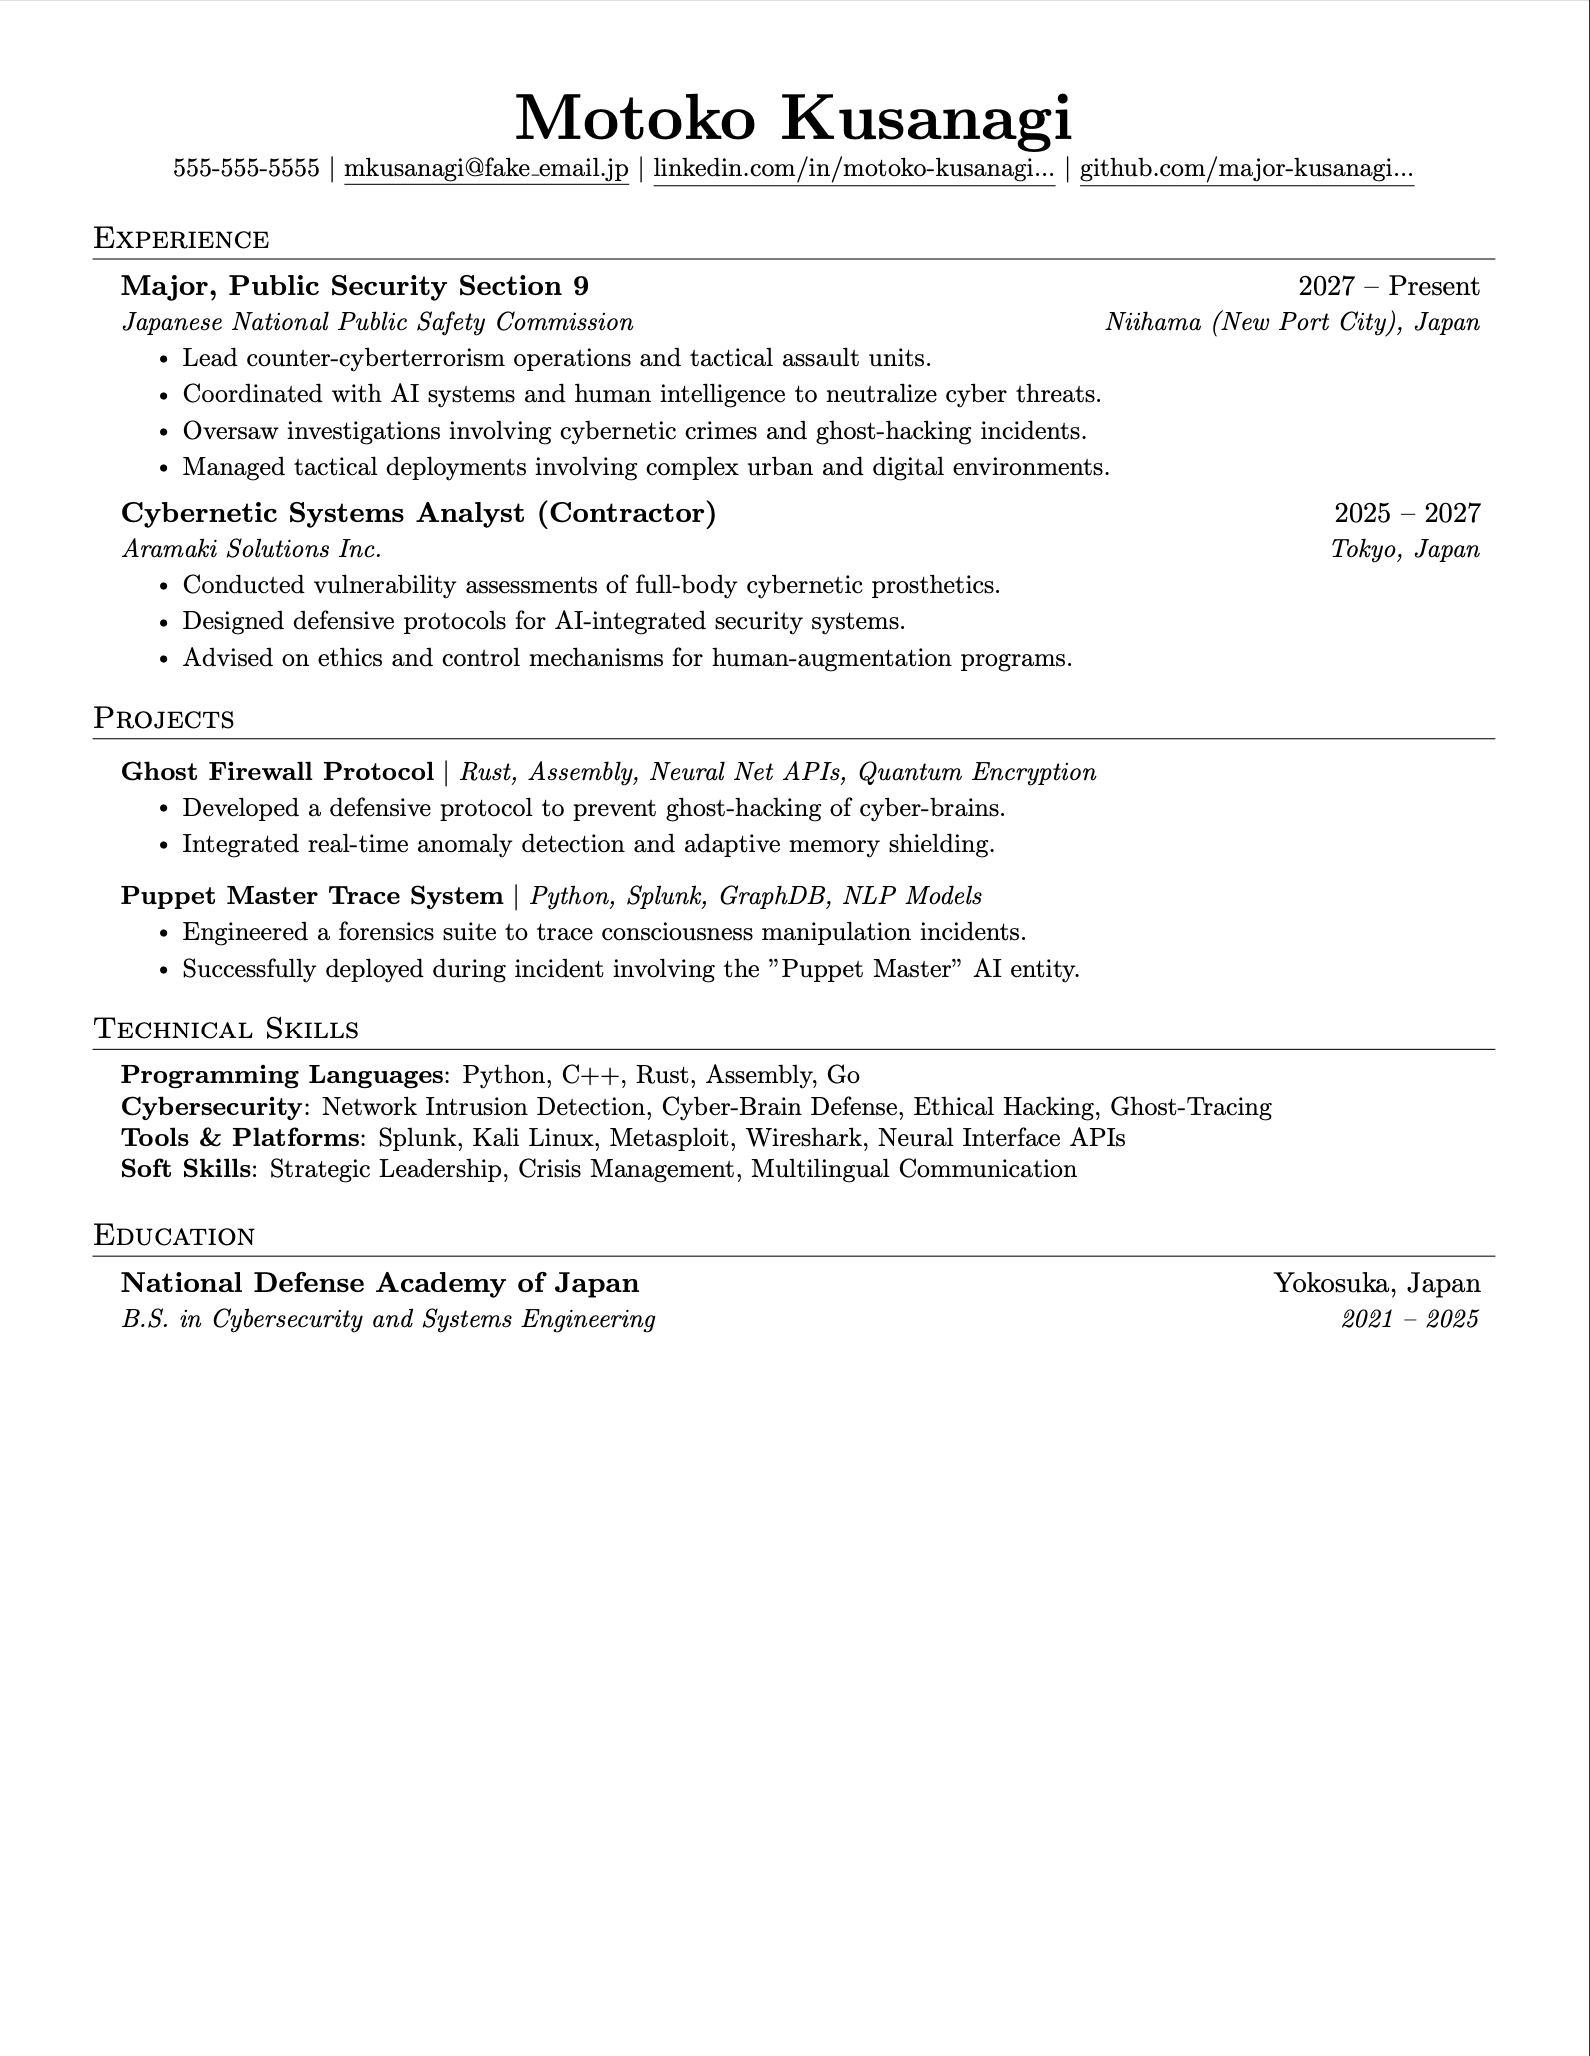 Motoko Kusanagi
555-555-5555 | mkusanagi@fake_email.jp | linkedin.com/in/motoko-kusanagi... | github.com/major-kusanagi...
Experience
Major, Public Security Section 9 2027 – Present
Japanese National Public Safety Commission Niihama (New Port City), Japan
• Lead counter-cyberterrorism operations and tactical assault units.
• Coordinated with AI systems and human intelligence to neutralize cyber threats.
• Oversaw investigations involving cybernetic crimes and ghost-hacking incidents.
• Managed tactical deployments involving complex urban and digital environments.
Cybernetic Systems Analyst (Contractor) 2025 – 2027
Aramaki Solutions Inc. Tokyo, Japan
• Conducted vulnerability assessments of full-body cybernetic prosthetics.
• Designed defensive protocols for AI-integrated security systems.
• Advised on ethics and control mechanisms for human-augmentation programs.
Projects
Ghost Firewall Protocol | Rust, Assembly, Neural Net APIs, Quantum Encryption
• Developed a defensive protocol to prevent ghost-hacking of cyber-brains.
• Integrated real-time anomaly detection and adaptive memory shielding.
Puppet Master Trace System | Python, Splunk, GraphDB, NLP Models
• Engineered a forensics suite to trace consciousness manipulation incidents.
• Successfully deployed during incident involving the ”Puppet Master” AI entity.
Technical Skills
Programming Languages: Python, C++, Rust, Assembly, Go
Cybersecurity: Network Intrusion Detection, Cyber-Brain Defense, Ethical Hacking, Ghost-Tracing
Tools & Platforms: Splunk, Kali Linux, Metasploit, Wireshark, Neural Interface APIs
Soft Skills: Strategic Leadership, Crisis Management, Multilingual Communication
Education
National Defense Academy of Japan Yokosuka, Japan
B.S. in Cybersecurity and Systems Engineering 2021 – 2025